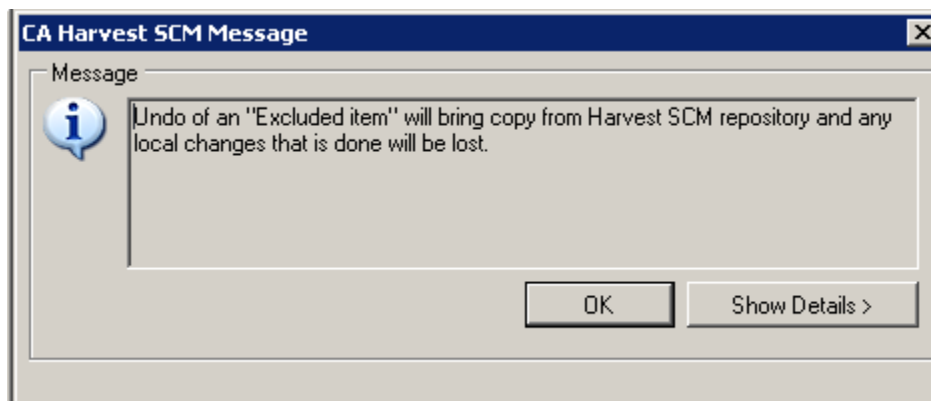 CA Harvest SCM Message
Message
Undo of an "Excluded item" will bring copy from Harvest SCM repository and any
local changes that is done will be lost.
OK
Show Details >